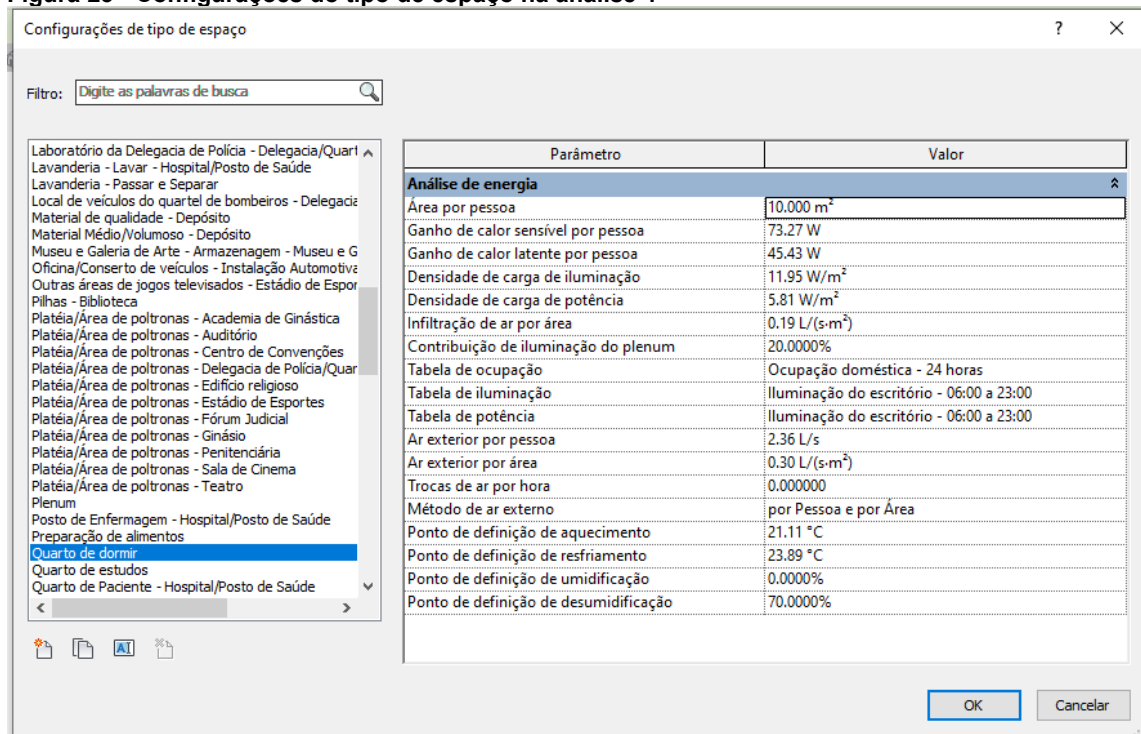 Configurações de tipo de espaço
?
Filtro: Digite as palavras de busca
Laboratório da Delegacia de Polícia - Delegacia/Quart
Lavanderia - Lavar - Hospital/Posto de Saúde
Lavanderia - Passar e Separar
Local de veículos do quartel de bombeiros - Delegacia
Material de qualidade - Depósito
Material Médio/Volumoso - Depósito
Museu e Galeria de Arte - Armazenagem - Museu e G
Oficina/Conserto de veículos - Instalação Automotiva
Outras áreas de jogos televisados - Estádio de Espor
Pilhas - Biblioteca
Platéia/Área de poltronas - Academia de Ginástica
Platéia/Área de poltronas - Auditório
Platéia/Área de poltronas - Centro de Convenções
Platéia/Área de poltronas - Delegacia de Polícia/Quar
Platéia/Área de poltronas - Edifício religioso
Platéia/Área de poltronas - Estádio de Esportes
Platéia/Área de poltronas - Fórum Judicial
Platéia/Área de poltronas - Ginásio
Platéia/Área de poltronas - Penitenciária
Platéia/Área de poltronas - Sala de Cinema
Platéia/Área de poltronas - Teatro
Plenum
Posto de Enfermagem - Hospital/Posto de Saúde
Preparação de alimentos
Quarto de dormir
Quarto de estudos
Quarto de Paciente - Hospital/Posto de Saúde
Parâmetro Valor
Análise de energia
Área por pessoa 10.000 m²
Ganho de calor sensível por pessoa 73.27 W
Ganho de calor latente por pessoa 45.43 W
Densidade de carga de iluminação 11.95 W/m²
Densidade de carga de potência 5.81 W/m²
Infiltração de ar por área 0.19 L/(s·m²)
Contribuição de iluminação do plenum 20.0000%
Tabela de ocupação Ocupação doméstica - 24 horas
Tabela de iluminação Iluminação do escritório - 06:00 a 23:00
Tabela de potência Iluminação do escritório - 06:00 a 23:00
Ar exterior por pessoa 2.36 L/s
Ar exterior por área 0.30 L/(s·m²)
Trocas de ar por hora 0.000000
Método de ar externo por Pessoa e por Área
Ponto de definição de aquecimento 21.11 °C
Ponto de definição de resfriamento 23.89 °C
Ponto de definição de umidificação 0.0000%
Ponto de definição de desumidificação 70.0000%
AI
OK Cancelar